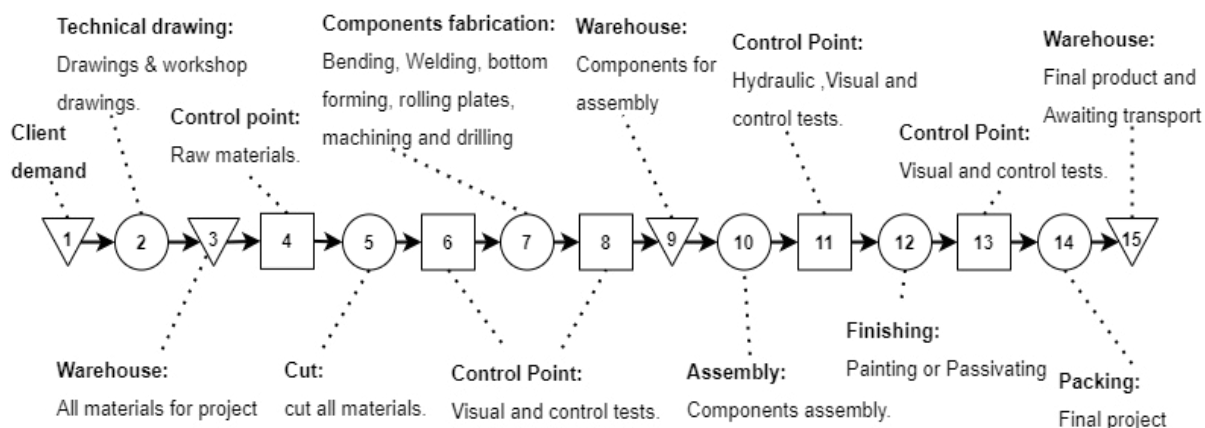 Technical drawing:
Drawings & workshop
drawings.
Client
demand
Control point:
Raw materials.
Components fabrication:
Bending, Welding, bottom
forming, rolling plates,
machining and drilling
Warehouse:
Components for
assembly
Control Point:
Hydraulic ,Visual and
control tests.
Control Point:
Visual and control tests.
Warehouse:
Final product and
Awaiting transport
1 2 3 4 5 6 7 8 9 10 11 12 13 14 15
Warehouse:
All materials for project
Cut:
cut all materials.
Control Point:
Visual and control tests.
Assembly:
Components assembly.
Finishing:
Painting or Passivating
Packing:
Final project